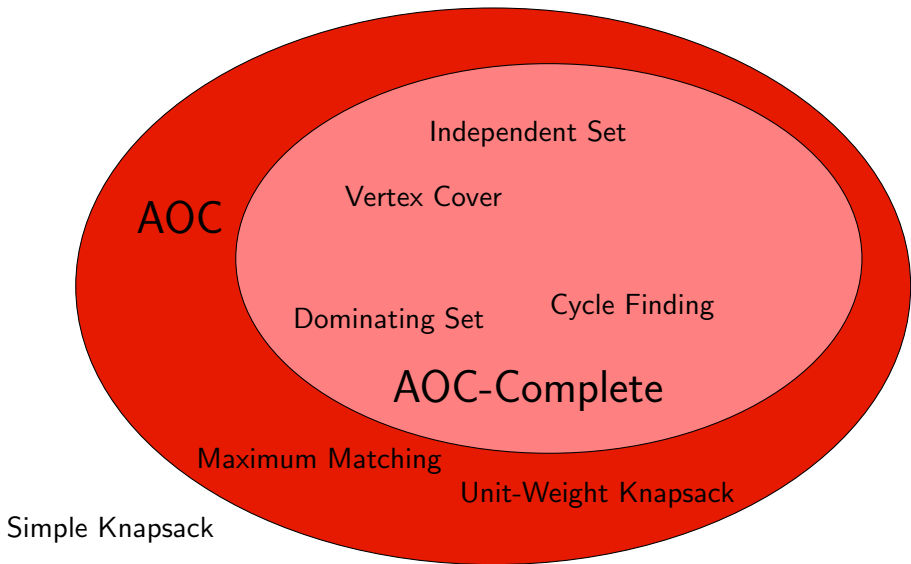 Independent Set
Vertex Cover
AOC
Cycle Finding
Dominating Set
AOC-Complete
Maximum Matching
Unit-Weight Knapsack
Simple Knapsack